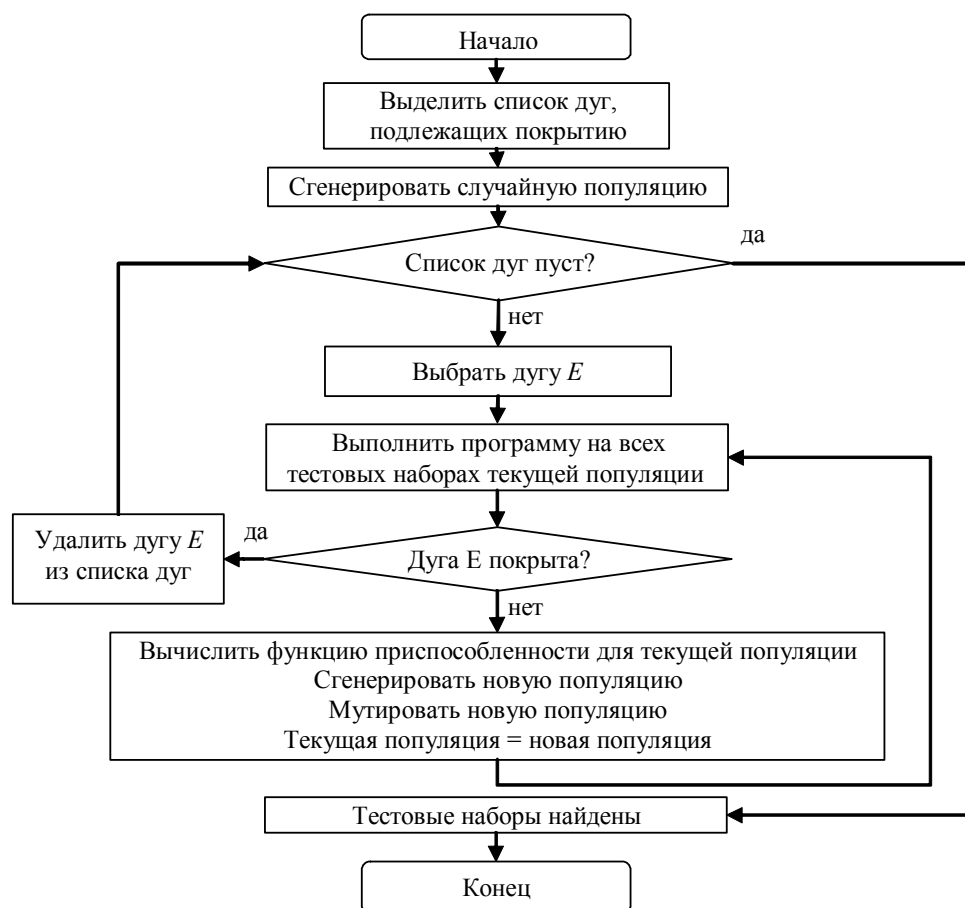 Начало
Выделить список дуг,
подлежащих покрытию
Сгенерировать случайную популяцию
да
Список дуг пуст?
нет
Выбрать дугу E
Выполнить программу на всех
тестовых наборах текущей популяции
Удалить дугу E
из списка дуг
да
Дуга E покрыта?
нет
Вычислить функцию приспособленности для текущей популяции
Сгенерировать новую популяцию
Мутировать новую популяцию
Текущая популяция = новая популяция
Тестовые наборы найдены
Конец